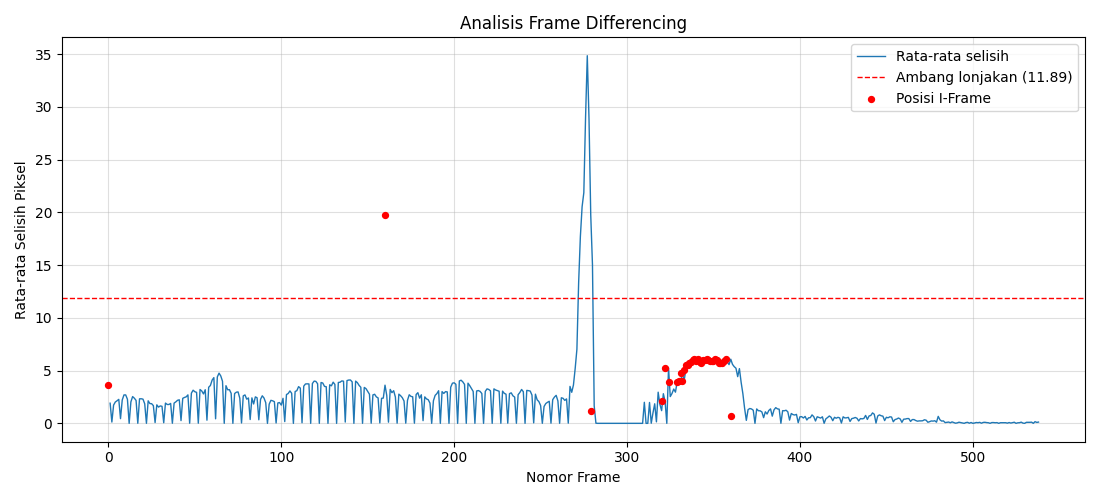 Analisis Frame Differencing
Rata-rata selisih
Ambang lonjakan (11.89)
Posisi I-Frame
Rata-rata Selisih Piksel
35
30
25
20
15
10
5
0
0 100 200 300 400 500
Nomor Frame